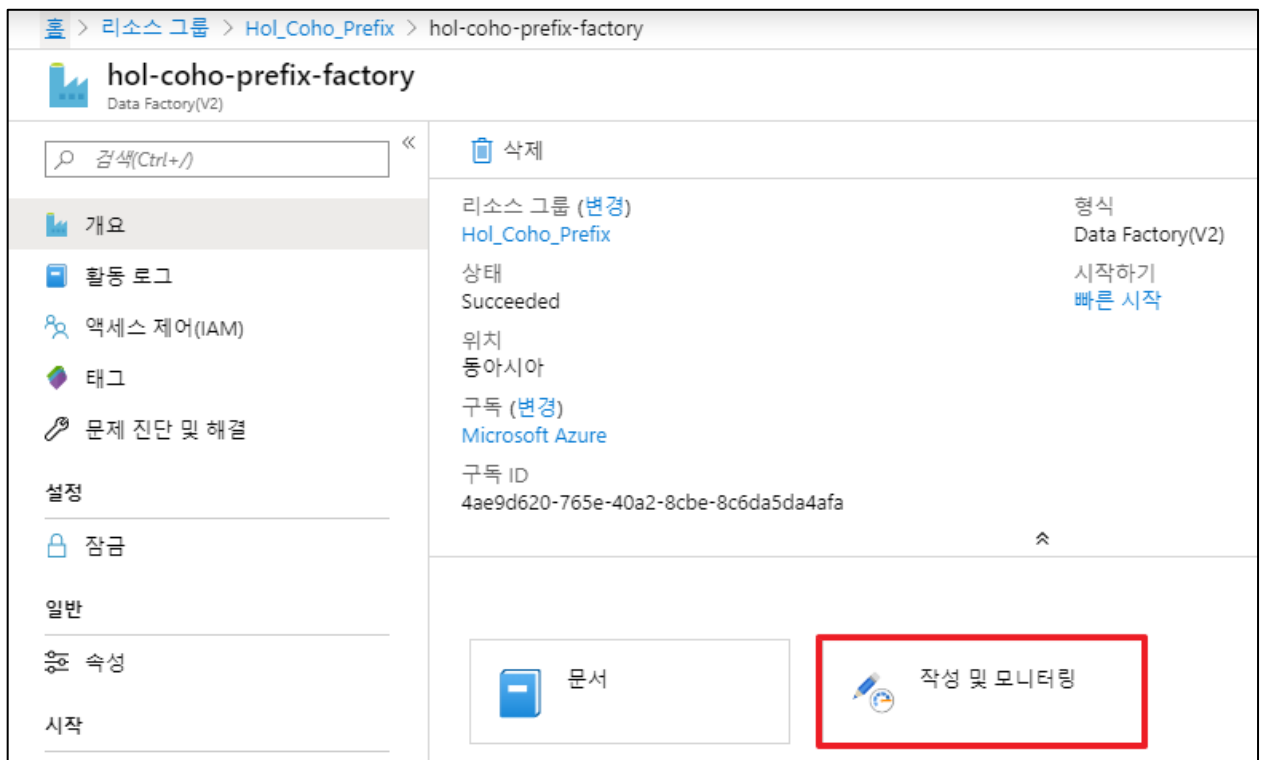 홈 > 리소스 그룹 > Hol_Coho_Prefix > hol-coho-prefix-factory
hol-coho-prefix-factory
Data Factory(V2)
검색(Ctrl+/)
«
개요
활동 로그
액세스 제어(IAM)
태그
문제 진단 및 해결
설정
잠금
일반
속성
시작
삭제
리소스 그룹 (변경)
Hol_Coho_Prefix
상태
Succeeded
위치
동아시아
구독 (변경)
Microsoft Azure
구독 ID
4ae9d620-765e-40a2-8cbe-8c6da5da4afa
형식
Data Factory(V2)
시작하기
빠른 시작
문서
작성 및 모니터링